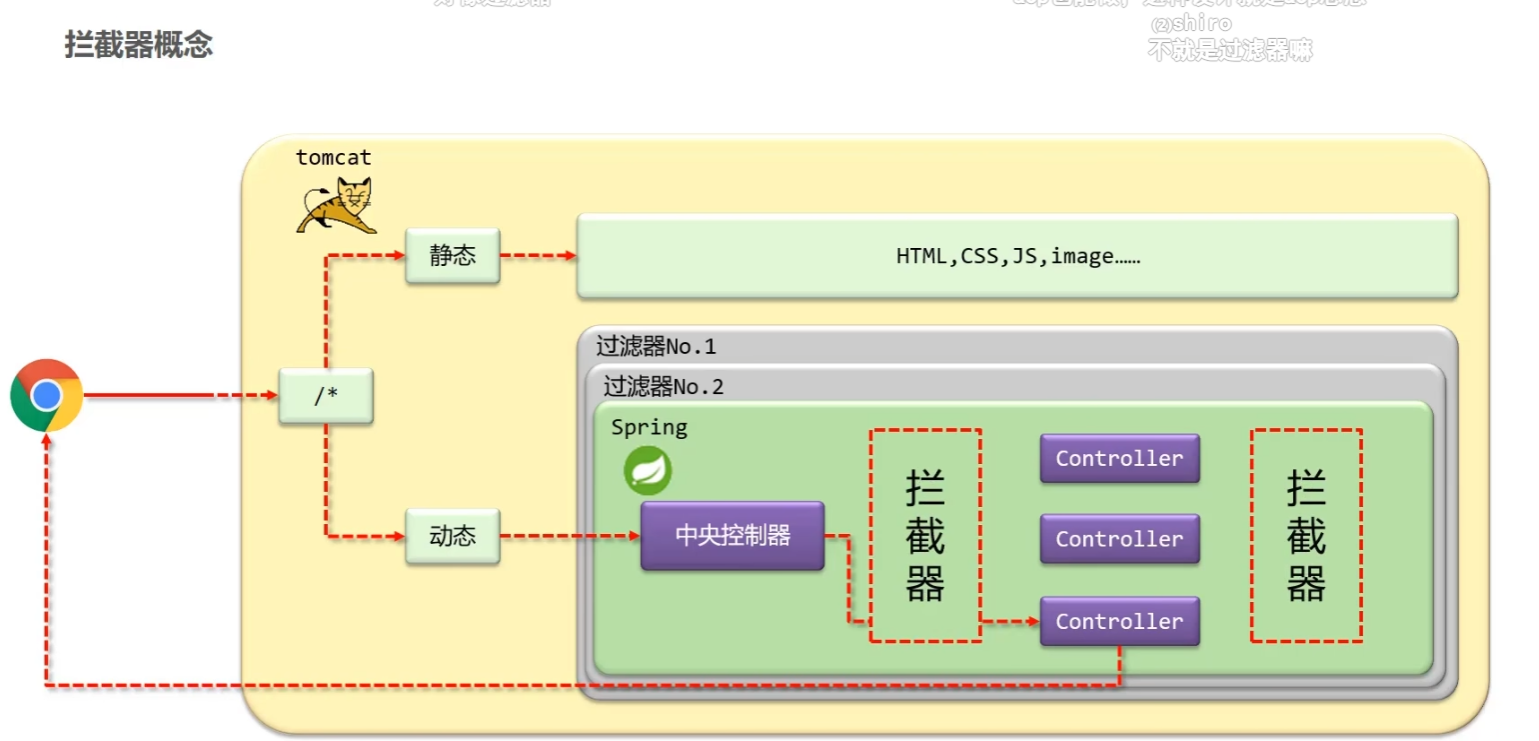 ⑵shiro
不就是过滤器嘛
拦截器概念
tomcat
静态
HTML,CSS,JS,image……
/*
过滤器No.1
过滤器No.2
Spring
动态
中央控制器
拦截器
Controller
Controller
Controller
拦截器